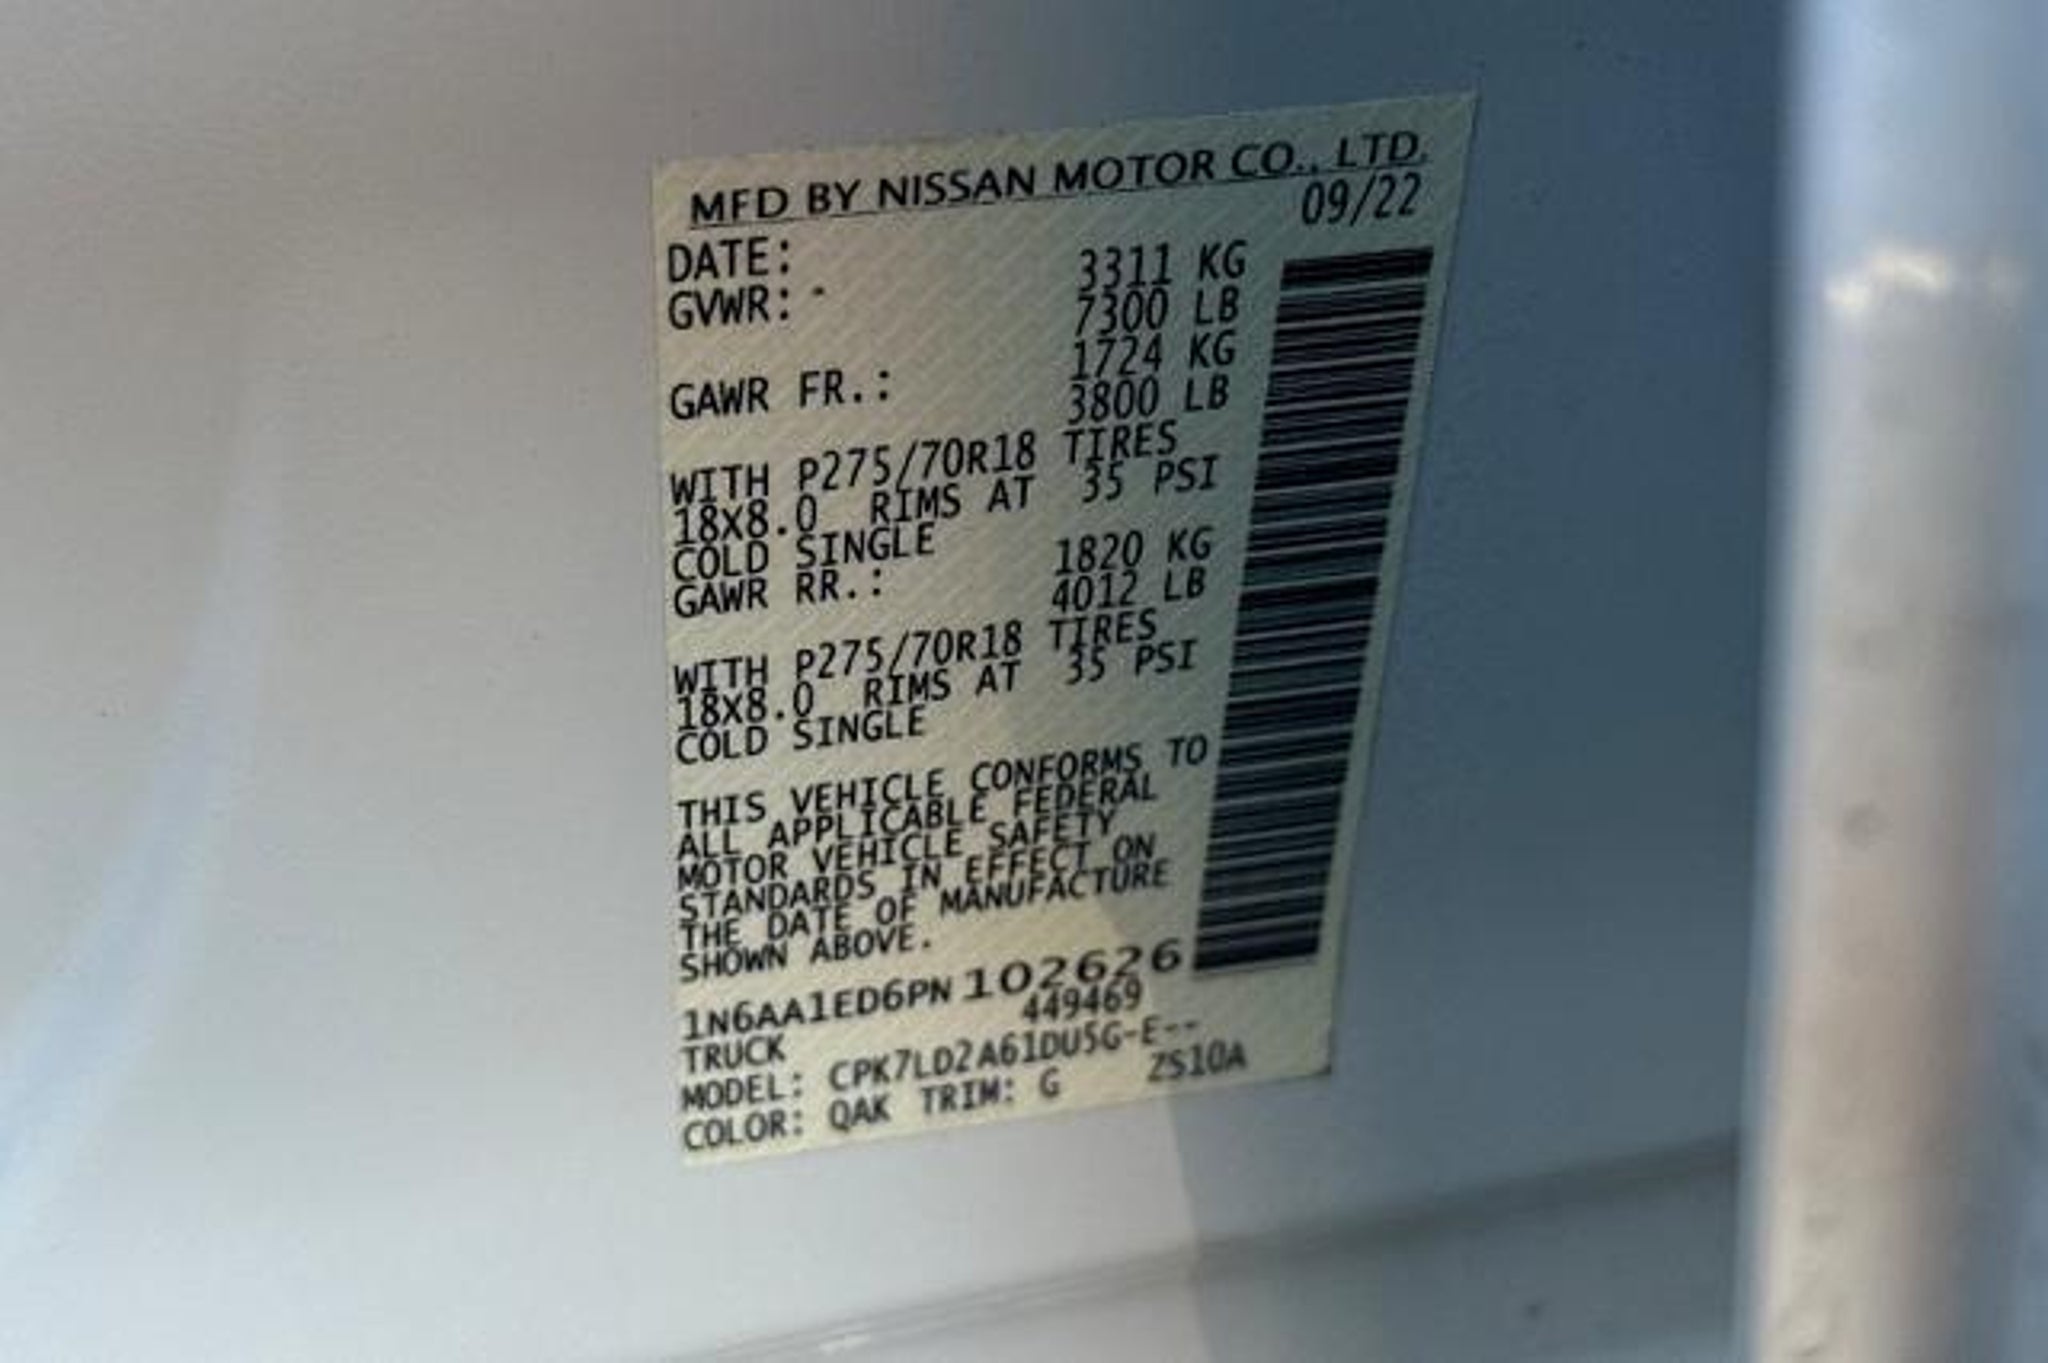 MFD BY NISSAN MOTOR CO., LTD.
DATE: 09/22
GVWR: 3311 KG
7300 LB
GAWR FR.: 1724 KG
3800 LB
WITH P275/70R18 TIRES
18X8.0 RIMS AT 35 PSI
COLD SINGLE
GAWR RR.: 1820 KG
4012 LB
WITH P275/70R18 TIRES
18X8.0 RIMS AT 35 PSI
COLD SINGLE
THIS VEHICLE CONFORMS TO
ALL APPLICABLE FEDERAL
MOTOR VEHICLE SAFETY
STANDARDS IN EFFECT ON
THE DATE OF MANUFACTURE
SHOWN ABOVE.
1N6AA1ED6PN102626
TRUCK 449469
MODEL: CPK7LD2A61DU5G-E--
COLOR: QAK TRIM: G ZS10A